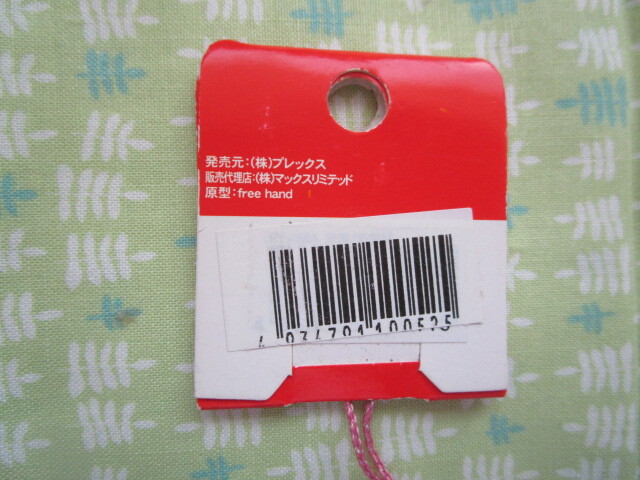 発売元:(株)プレックス
販売代理店:(株)マックスリミテッド
原型:free hand